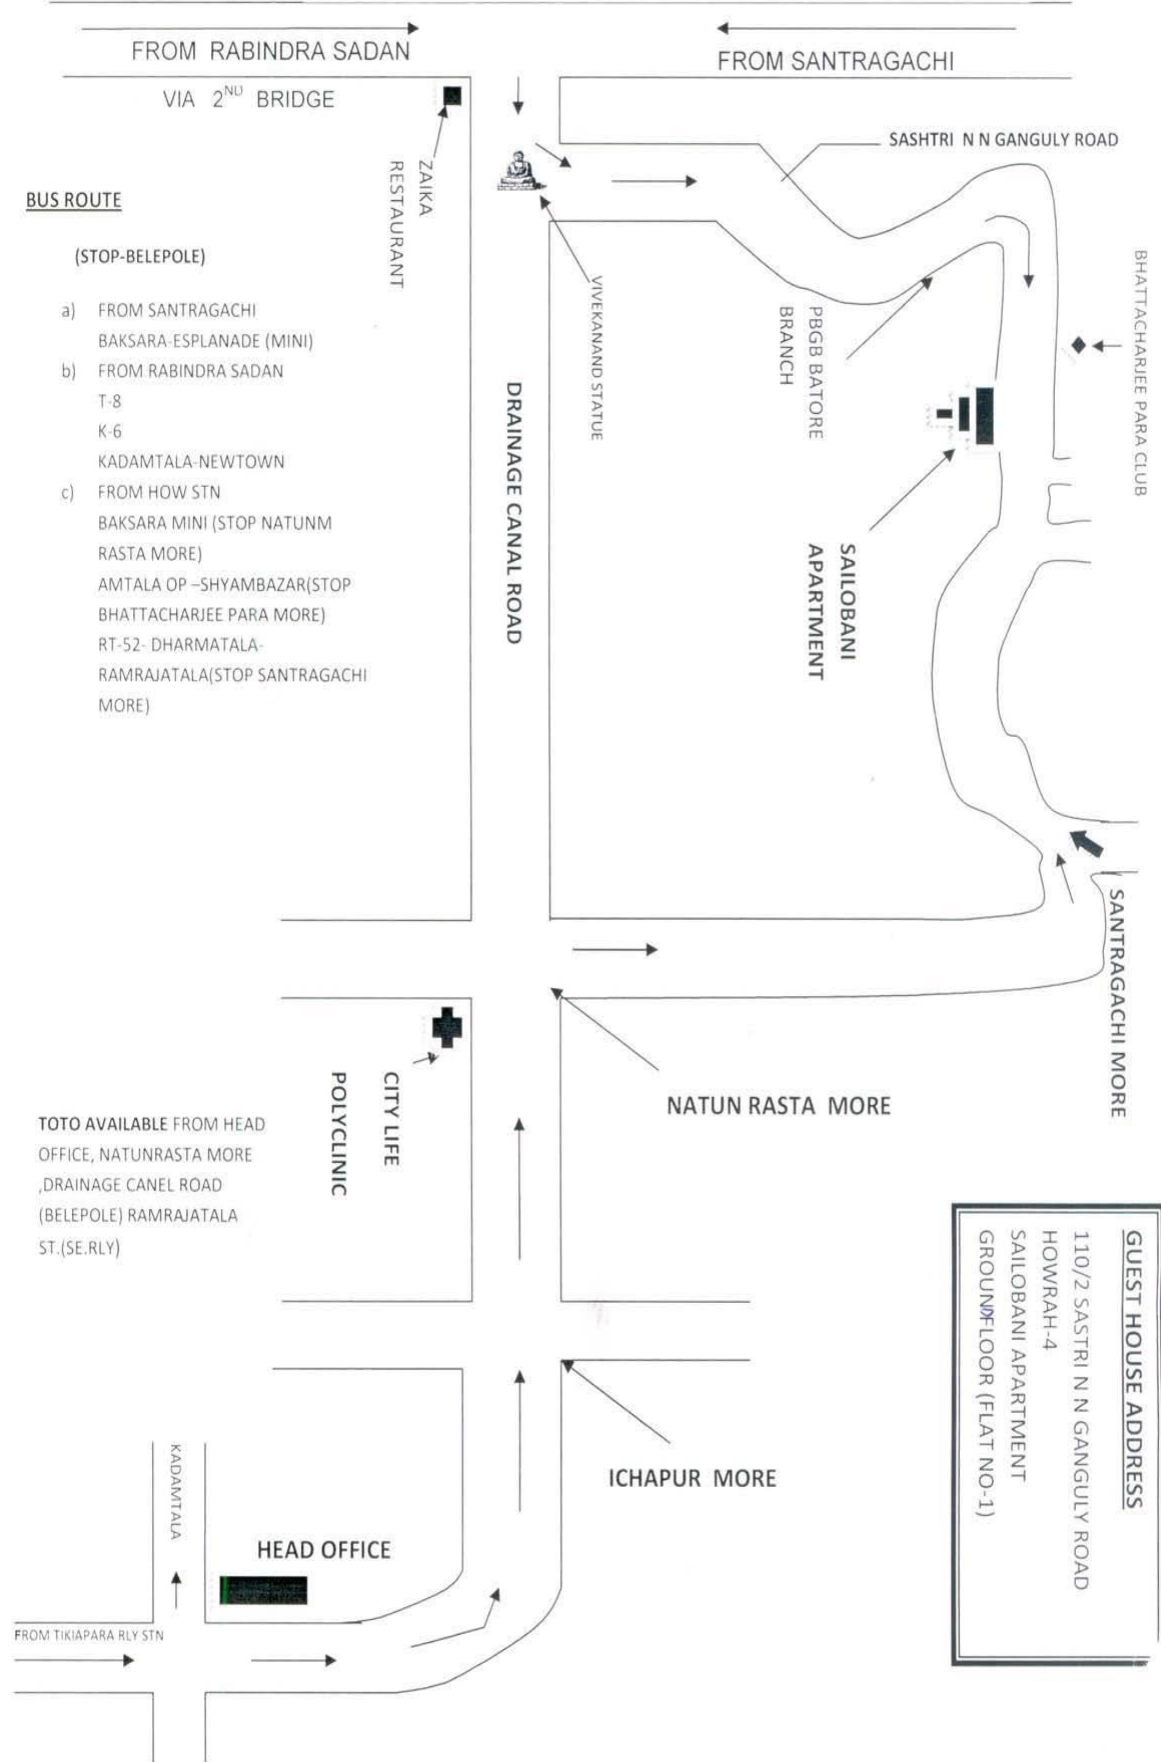 FROM RABINDRA SADAN
VIA 2ND BRIDGE
FROM SANTRAGACHI
SASHTRI N N GANGULY ROAD
ZAIKA
RESTAURANT
BUS ROUTE
(STOP-BELEPOLE)
a) FROM SANTRAGACHI
BAKSARA-ESPLANADE (MINI)
b) FROM RABINDRA SADAN
T-8
K-6
KADAMTALA-NEWTOWN
c) FROM HOW STN
BAKSARA MINI (STOP NATUNM
RASTA MORE)
AMTALA OP –SHYAMBAZAR(STOP
BHATTACHARJEE PARA MORE)
RT-52- DHARMATALA-
RAMRAJATALA(STOP SANTRAGACHI
MORE)
VIVEKANAND STATUE
DRAINAGE CANAL ROAD
PBGB BATORE
BRANCH
BHATTACHARJEE PARA CLUB
SAILOBANI
APARTMENT
SANTRAGACHI MORE
NATUN RASTA MORE
CITY LIFE
POLYCLINIC
TOTO AVAILABLE FROM HEAD
OFFICE, NATUNRASTA MORE
,DRAINAGE CANEL ROAD
(BELEPOLE) RAMRAJATALA
ST.(SE.RLY)
GUEST HOUSE ADDRESS
110/2 SASTRI N N GANGULY ROAD
HOWRAH-4
SAILOBANI APARTMENT
GROUNDFLOOR (FLAT NO-1)
ICHAPUR MORE
KADAMTALA
HEAD OFFICE
FROM TIKIAPARA RLY STN